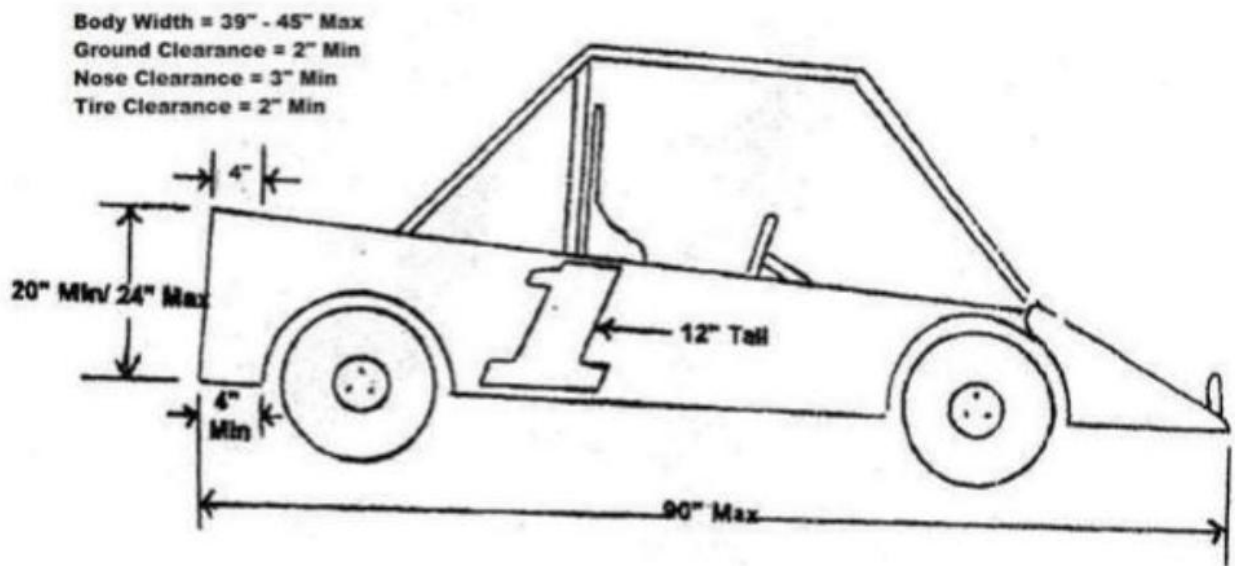 Body Width = 39" - 45" Max
Ground Clearance = 2" Min
Nose Clearance = 3" Min
Tire Clearance = 2" Min
4"
20" Min/ 24" Max
1
12" Tall
4"
Min
90" Max